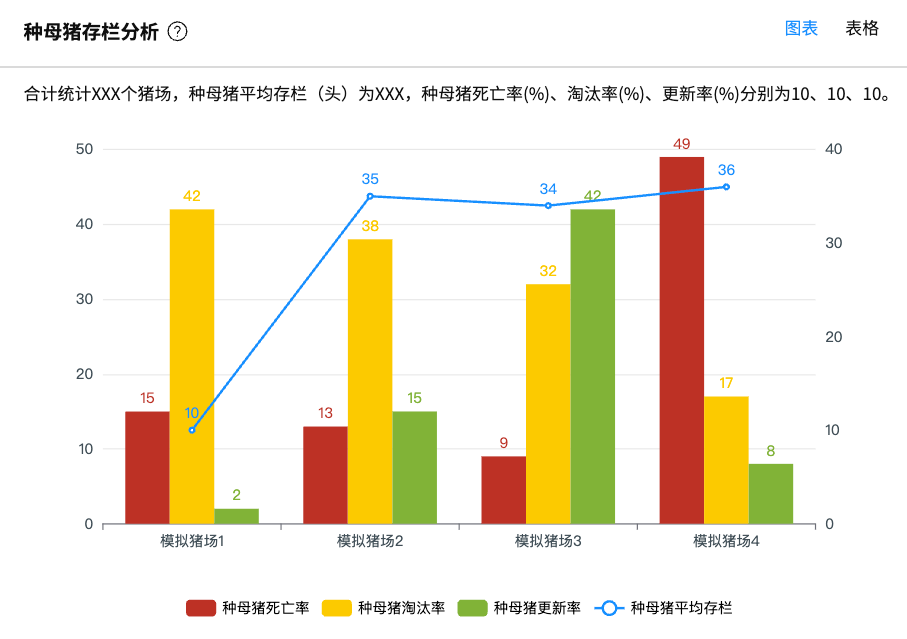 种母猪存栏分析 ?
图表 表格
合计统计XXX个猪场，种母猪平均存栏（头）为XXX，种母猪死亡率(%)、淘汰率(%)、更新率(%)分别为10、10、10。
50 49 40
42 35 34 42 36
40 38
30
30 32
20
20 17
15 10 13 15 10
10 9 8
2
0 0
模拟猪场1 模拟猪场2 模拟猪场3 模拟猪场4
种母猪死亡率 种母猪淘汰率 种母猪更新率 种母猪平均存栏